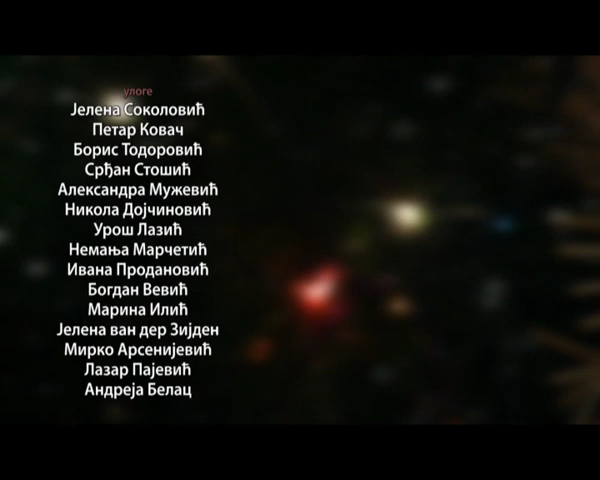 улоге
Јелена Соколовић
Петар Ковач
Борис Тодоровић
Срђан Стошић
Александра Мужевић
Никола Дојчиновић
Урош Лазић
Немања Марчетић
Ивана Продановић
Богдан Вевић
Марина Илић
Јелена ван дер Зијден
Мирко Арсенијевић
Лазар Пајевић
Андреја Белац